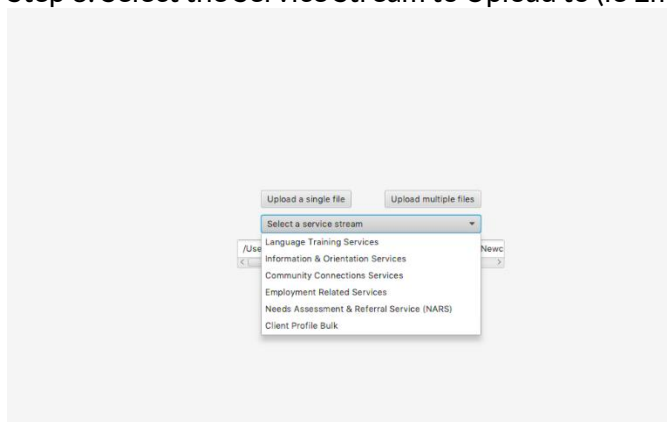 Upload a single file Upload multiple files
Select a service stream
Language Training Services
/Use Newc
Information & Orientation Services
Community Connections Services
Employment Related Services
Needs Assessment & Referral Service (NARS)
Client Profile Bulk